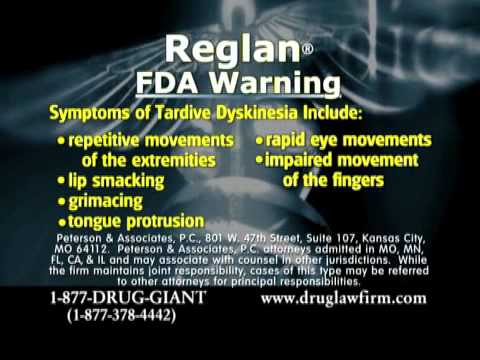 Reglan®
FDA Warning
Symptoms of Tardive Dyskinesia Include:
• repetitive movements
of the extremities
• lip smacking
• grimacing
• tongue protrusion
• rapid eye movements
• impaired movement
of the fingers
Peterson & Associates, P.C., 801 W. 47th Street, Suite 107, Kansas City,
MO 64112. Peterson & Associates, P.C. attorneys admitted in MO, MN,
FL, CA, & IL and may associate with counsel in other jurisdictions. While
the firm maintains joint responsibility, cases of this type may be referred
to other attorneys for principal responsibilities.
1-877-DRUG-GIANT
(1-877-378-4442)
www.druglawfirm.com